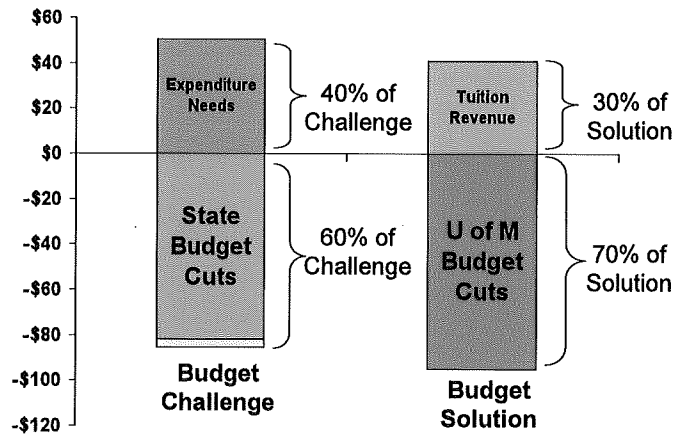 $60
$40
$20
$0
-$20
-$40
-$60
-$80
-$100
-$120
Expenditure
Needs
40% of
Challenge
State
Budget
Cuts
60% of
Challenge
Budget
Challenge
Tuition
Revenue
30% of
Solution
U of M
Budget
Cuts
70% of
Solution
Budget
Solution